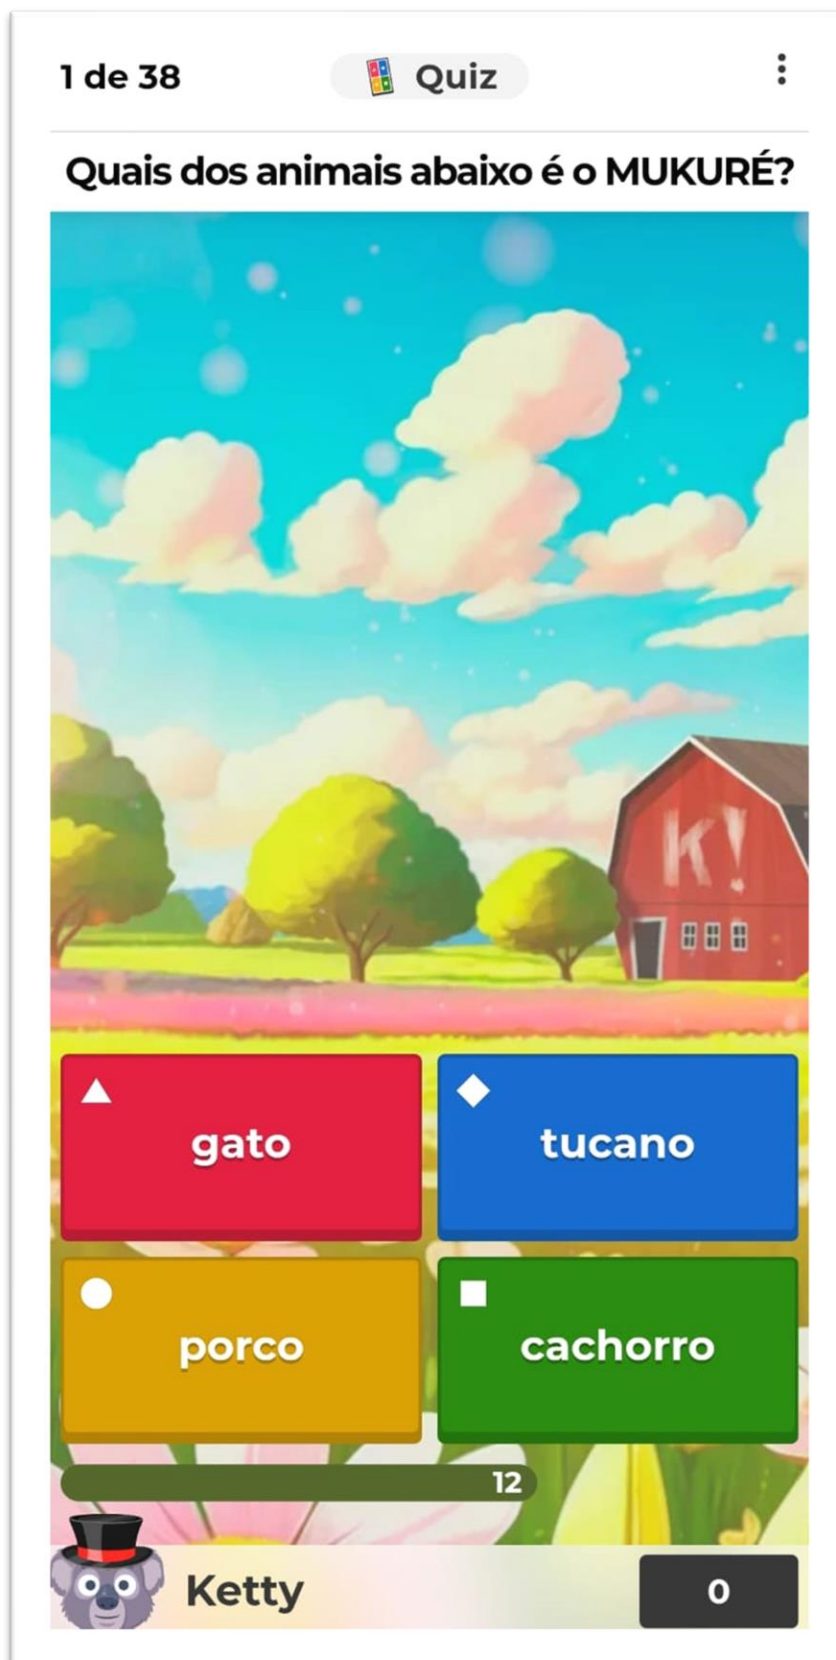 1 de 38
Quiz
Quais dos animais abaixo é o MUKURÉ?
K!
gato
tucano
porco
cachorro
12
Ketty
0